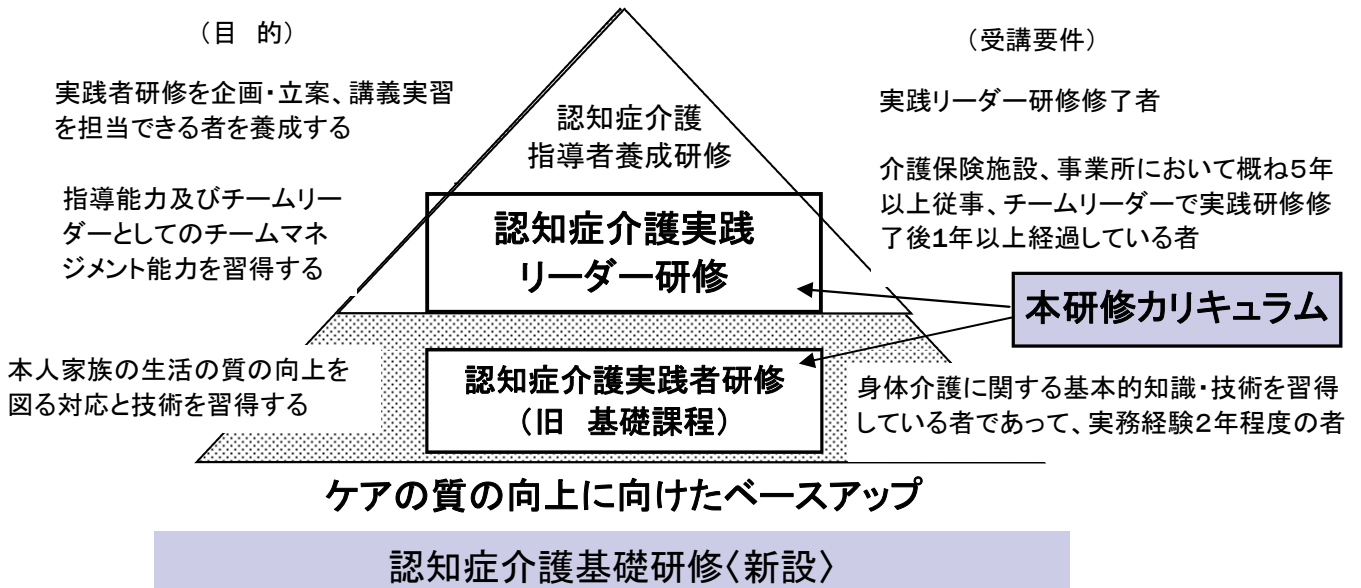 （目　的）
（受講要件）
実践者研修を企画・立案、講義実習
を担当できる者を養成する
認知症介護
指導者養成研修
実践リーダー研修修了者
指導能力及びチームリー
ダーとしてのチームマネ
ジメント能力を習得する
認知症介護実践
リーダー研修
介護保険施設、事業所において概ね５年
以上従事、チームリーダーで実践研修修
了後1年以上経過している者
本研修カリキュラム
本人家族の生活の質の向上を
図る対応と技術を習得する
認知症介護実践者研修
（旧　基礎課程）
身体介護に関する基本的知識・技術を習得
している者であって、実務経験２年程度の者
ケアの質の向上に向けたベースアップ
認知症介護基礎研修〈新設〉